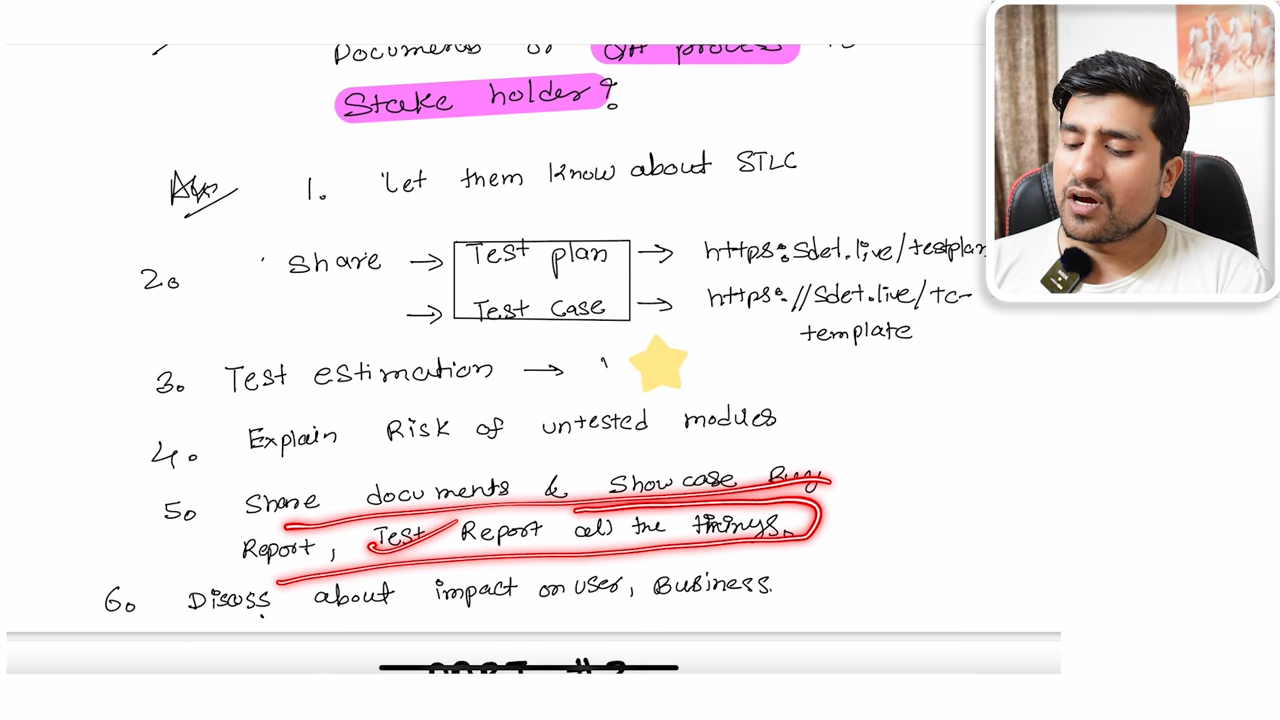 Documents of QA process to
Stake holder?
Ans 1. Let them know about STLC
2. Share → Test plan → https:sdet.live/testplan
→ Test case → https://sdet.live/tc-
template
3. Test estimation →
4. Explain Risk of untested modules
5. Share documents & Showcase Bug
Report, Test Report all the things.
6. Discuss about impact on user, Business.